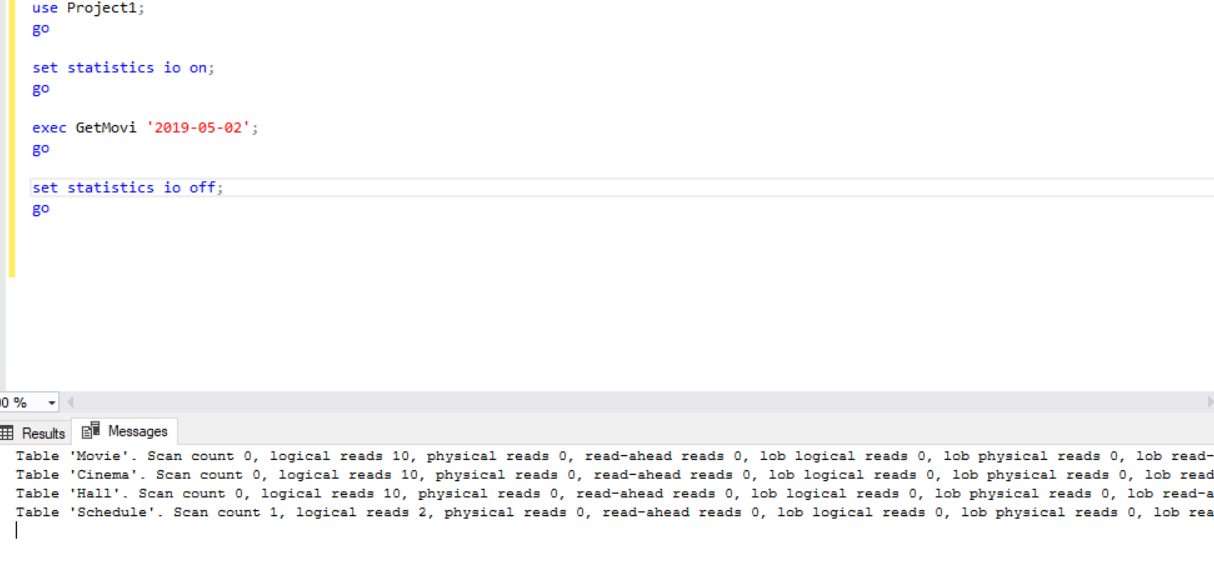 use Project1;
go
set statistics io on;
go
exec GetMovi '2019-05-02';
go
set statistics io off;
go
00 %
Results Messages
Table 'Movie'. Scan count 0, logical reads 10, physical reads 0, read-ahead reads 0, lob logical reads 0, lob physical reads 0, lob read-
Table 'Cinema'. Scan count 0, logical reads 10, physical reads 0, read-ahead reads 0, lob logical reads 0, lob physical reads 0, lob read
Table 'Hall'. Scan count 0, logical reads 10, physical reads 0, read-ahead reads 0, lob logical reads 0, lob physical reads 0, lob read-a
Table 'Schedule'. Scan count 1, logical reads 2, physical reads 0, read-ahead reads 0, lob logical reads 0, lob physical reads 0, lob rea